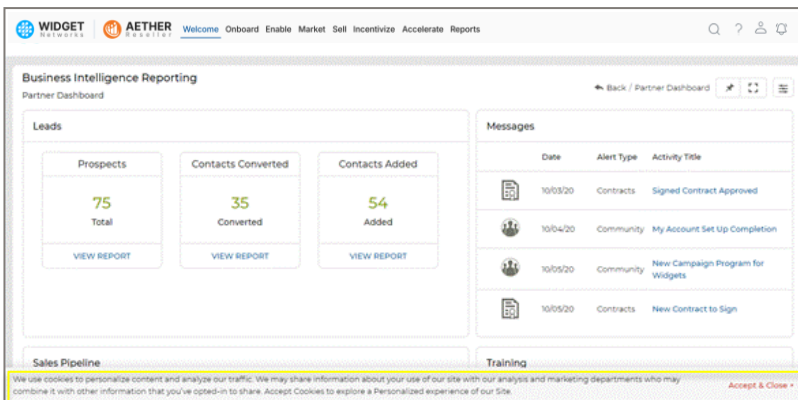 WIDGET
Networks
AETHER
Reseller
Welcome Onboard Enable Market Sell Incentivize Accelerate Reports
Business Intelligence Reporting
Partner Dashboard
Back / Partner Dashboard
Leads
Prospects
75
Total
VIEW REPORT
Contacts Converted
35
Converted
VIEW REPORT
Contacts Added
54
Added
VIEW REPORT
Messages
Date Alert Type Activity Title
10/03/20 Contracts Signed Contract Approved
10/04/20 Community My Account Set Up Completion
10/05/20 Community New Campaign Program for
Widgets
10/05/20 Contracts New Contract to Sign
Sales Pipeline
Training
We use cookies to personalize content and analyze our traffic. We may share information about your use of our site with our analysis and marketing departments who may
combine it with other information that you've opted-in to share. Accept Cookies to explore a Personalized experience of our Site.
Accept & Close